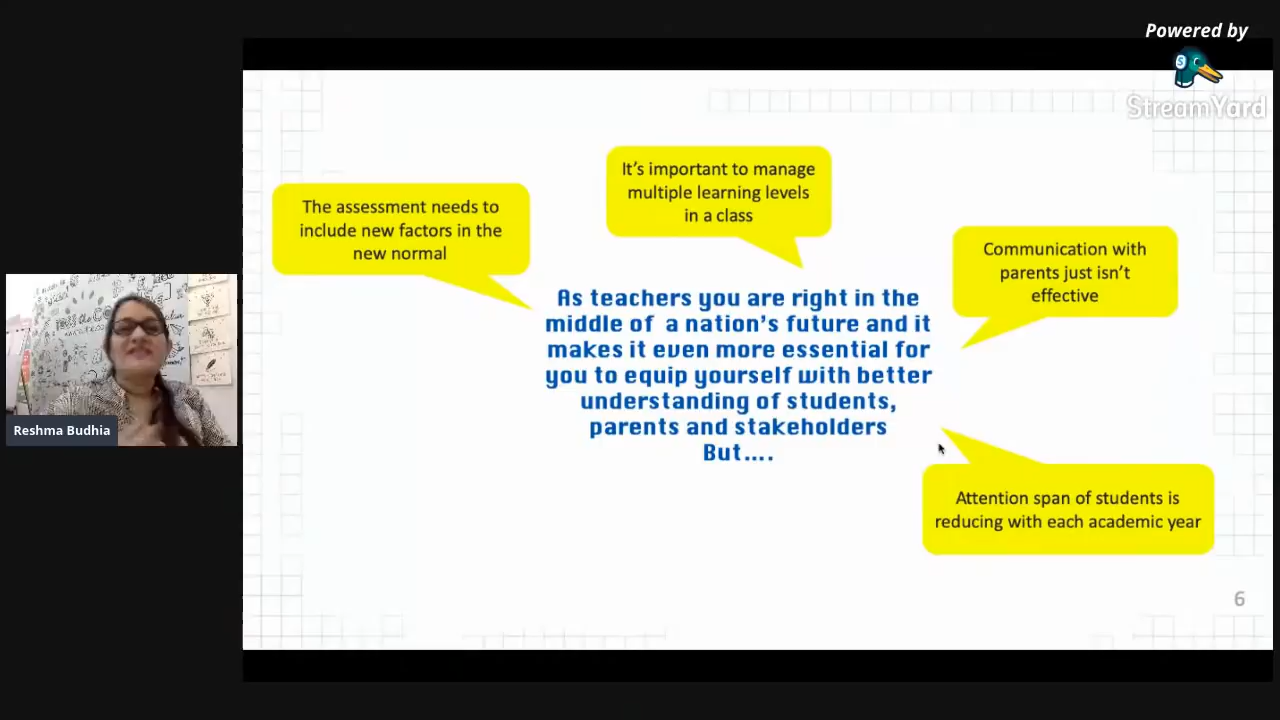 Powered by
StreamYard
The assessment needs to
include new factors in the
new normal
It's important to manage
multiple learning levels
in a class
Communication with
parents just isn't
effective
As teachers you are right in the
middle of a nation's future and it
makes it even more essential for
you to equip yourself with better
understanding of students,
parents and stakeholders
But....
Attention span of students is
reducing with each academic year
Reshma Budhia
6